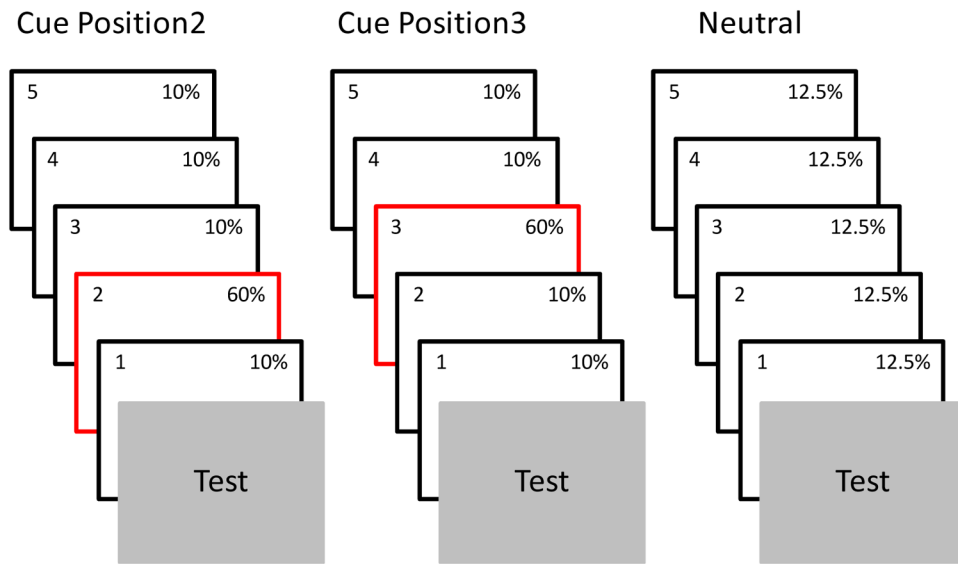 Cue Position2
5 10%
4 10%
3 10%
2 60%
1 10%
Test
Cue Position3
5 10%
4 10%
3 60%
2 10%
1 10%
Test
Neutral
5 12.5%
4 12.5%
3 12.5%
2 12.5%
1 12.5%
Test